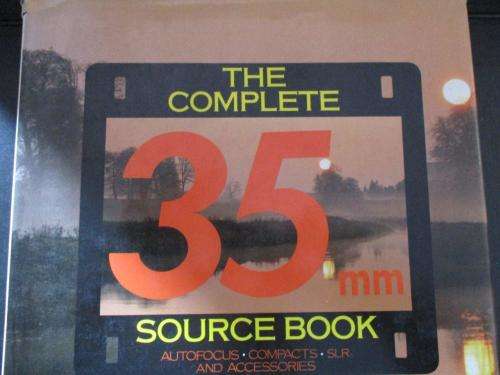 THE
COMPLETE
35mm
SOURCE BOOK
AUTOFOCUS · COMPACTS · SLR
AND ACCESSORIES